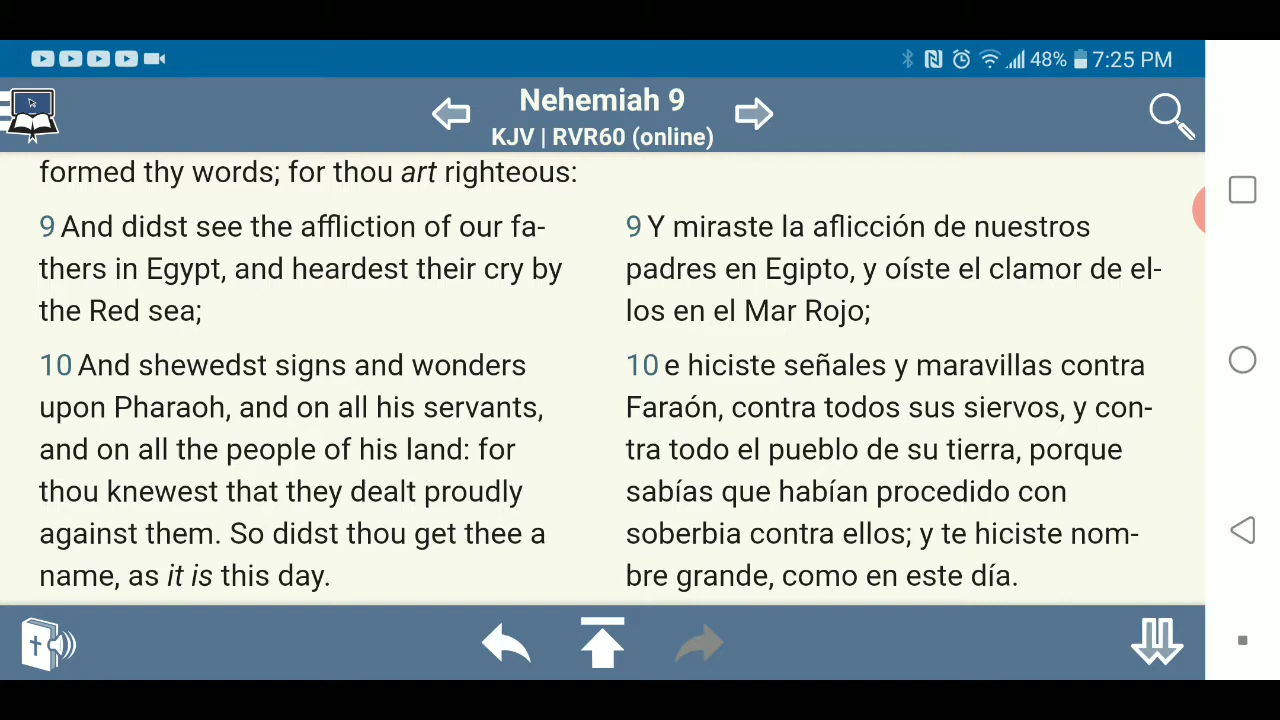 48% 7:25 PM
Nehemiah 9
KJV | RVR60 (online)
formed thy words; for thou art righteous:
9 And didst see the affliction of our fa-
thers in Egypt, and heardest their cry by
the Red sea;
10 And shewedst signs and wonders
upon Pharaoh, and on all his servants,
and on all the people of his land: for
thou knewest that they dealt proudly
against them. So didst thou get thee a
name, as it is this day.
9 Y miraste la aflicción de nuestros
padres en Egipto, y oíste el clamor de el-
los en el Mar Rojo;
10 e hiciste señales y maravillas contra
Faraón, contra todos sus siervos, y con-
tra todo el pueblo de su tierra, porque
sabías que habían procedido con
soberbia contra ellos; y te hiciste nom-
bre grande, como en este día.